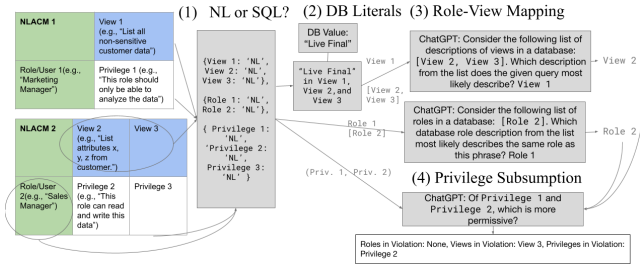 (1) NL or SQL?
(2) DB Literals
(3) Role-View Mapping
NLACM 1
View 1
(e.g., “List all
non-sensitive
customer data”)
Role/User 1(e.g.,
“Marketing
Manager”)
Privilege 1 (e.g.,
“This role should
only be able to
analyze the data”)
NLACM 2
View 2
(e.g., “List
attributes x,
y, z from
customer.”)
View 3
Role/User
2(e.g., “Sales
Manager”)
Privilege 2
(e.g., “This
role can read
and write this
data”)
Privilege 3
{View 1: ‘NL’,
View 2: ‘NL’,
View 3: ‘NL’},
{Role 1: ‘NL’,
Role 2: ‘NL’},
{ Privilege 1:
‘NL’,
‘Privilege 2:
‘NL’,
Privilege 3:
‘NL’ }
DB Value:
“Live Final”
“Live Final”
in View 1,
View 2,and
View 3
View 1
[View 2,
View 3]
ChatGPT: Consider the following list of
descriptions of views in a database:
[View 2, View 3]. Which description
from the list does the given query most
likely describe? View 1
View 2
Role 1
[Role 2]
ChatGPT: Consider the following list of
roles in a database: [Role 2]. Which
database role description from the list
most likely describes the same role as
this phrase? Role 1
Role 2
(Priv. 1, Priv. 2)
(4) Privilege Subsumption
ChatGPT: Of Privilege 1 and
Privilege 2, which is more
permissive?
Roles in Violation: None, Views in Violation: View 3, Privileges in Violation:
Privilege 2